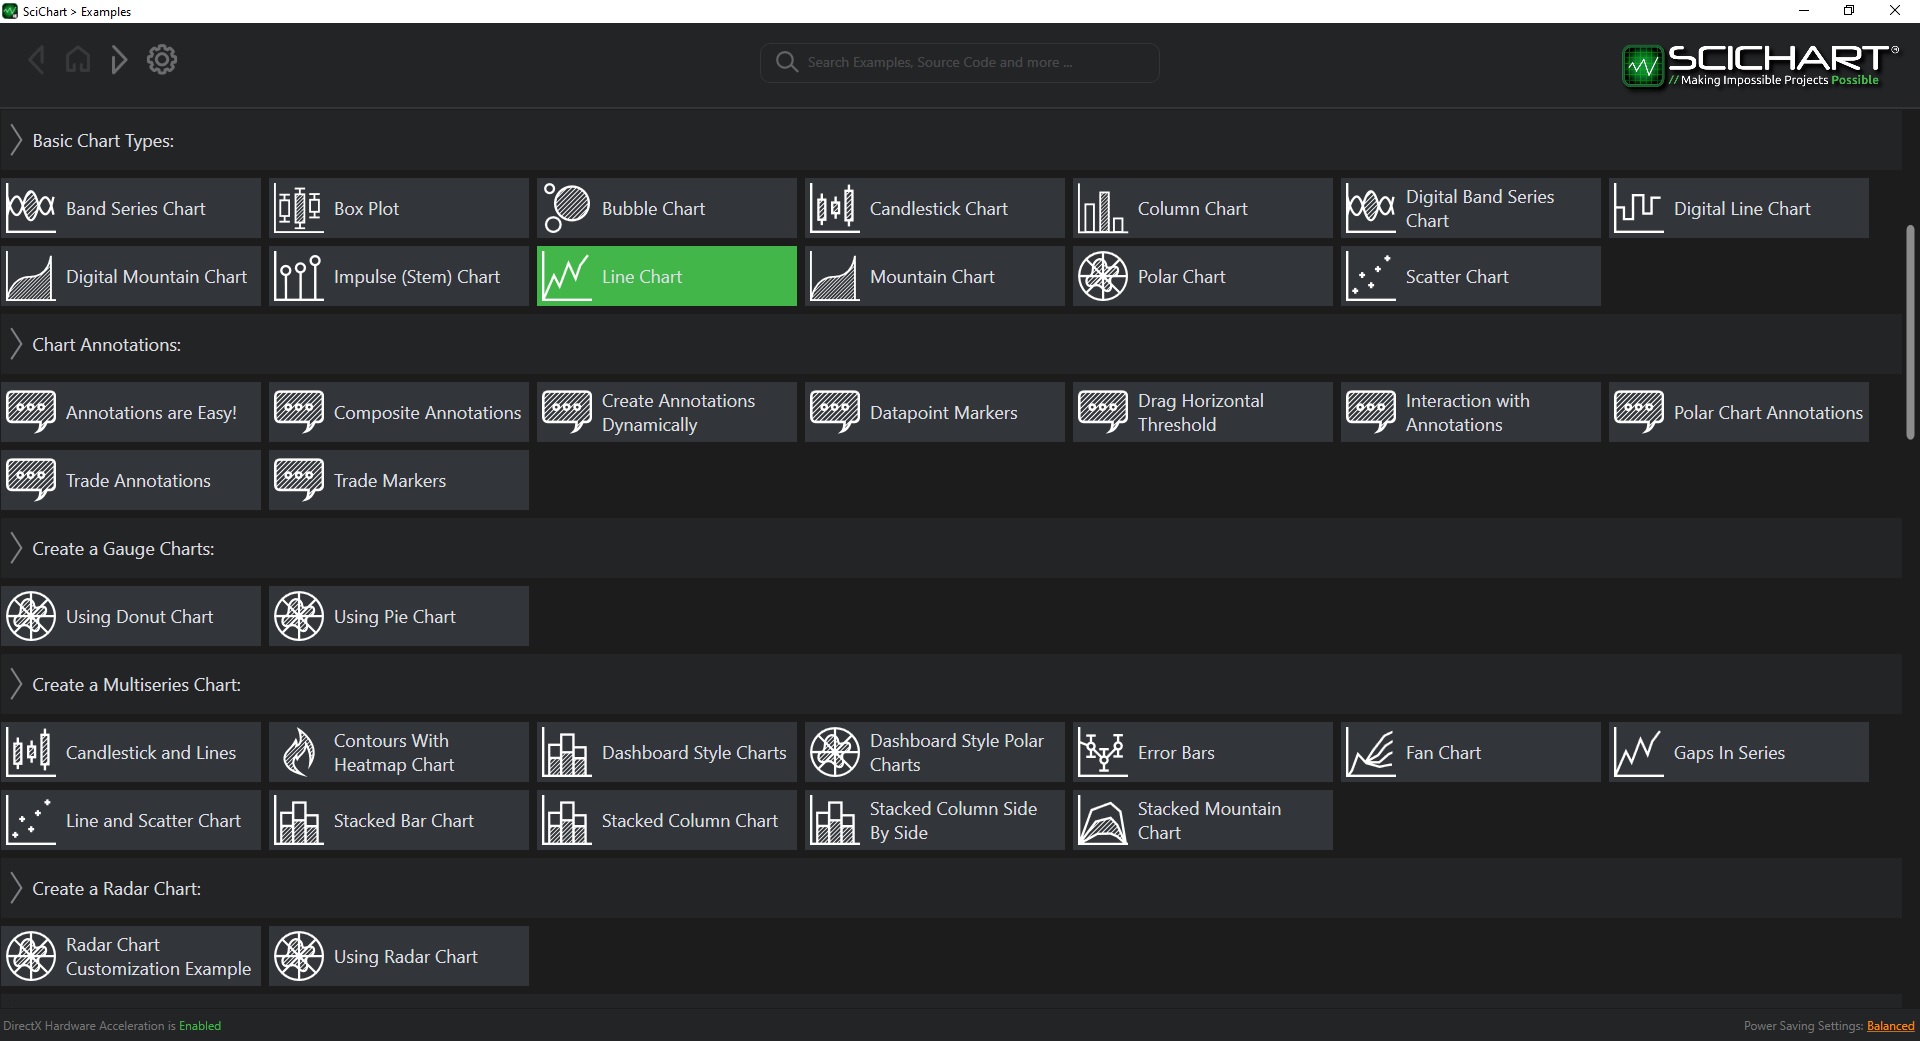 SciChart > Examples
Search Examples, Source Code and more ...
SCICHART®
// Making Impossible Projects Possible
Basic Chart Types:
Band Series Chart
Box Plot
Bubble Chart
Candlestick Chart
Column Chart
Digital Band Series
Chart
Digital Line Chart
Digital Mountain Chart
Impulse (Stem) Chart
Line Chart
Mountain Chart
Polar Chart
Scatter Chart
Chart Annotations:
Annotations are Easy!
Composite Annotations
Create Annotations
Dynamically
Datapoint Markers
Drag Horizontal
Threshold
Interaction with
Annotations
Polar Chart Annotations
Trade Annotations
Trade Markers
Create a Gauge Charts:
Using Donut Chart
Using Pie Chart
Create a Multiseries Chart:
Candlestick and Lines
Contours With
Heatmap Chart
Dashboard Style Charts
Dashboard Style Polar
Charts
Error Bars
Fan Chart
Gaps In Series
Line and Scatter Chart
Stacked Bar Chart
Stacked Column Chart
Stacked Column Side
By Side
Stacked Mountain
Chart
Create a Radar Chart:
Radar Chart
Customization Example
Using Radar Chart
DirectX Hardware Acceleration is Enabled
Power Saving Settings: Balanced